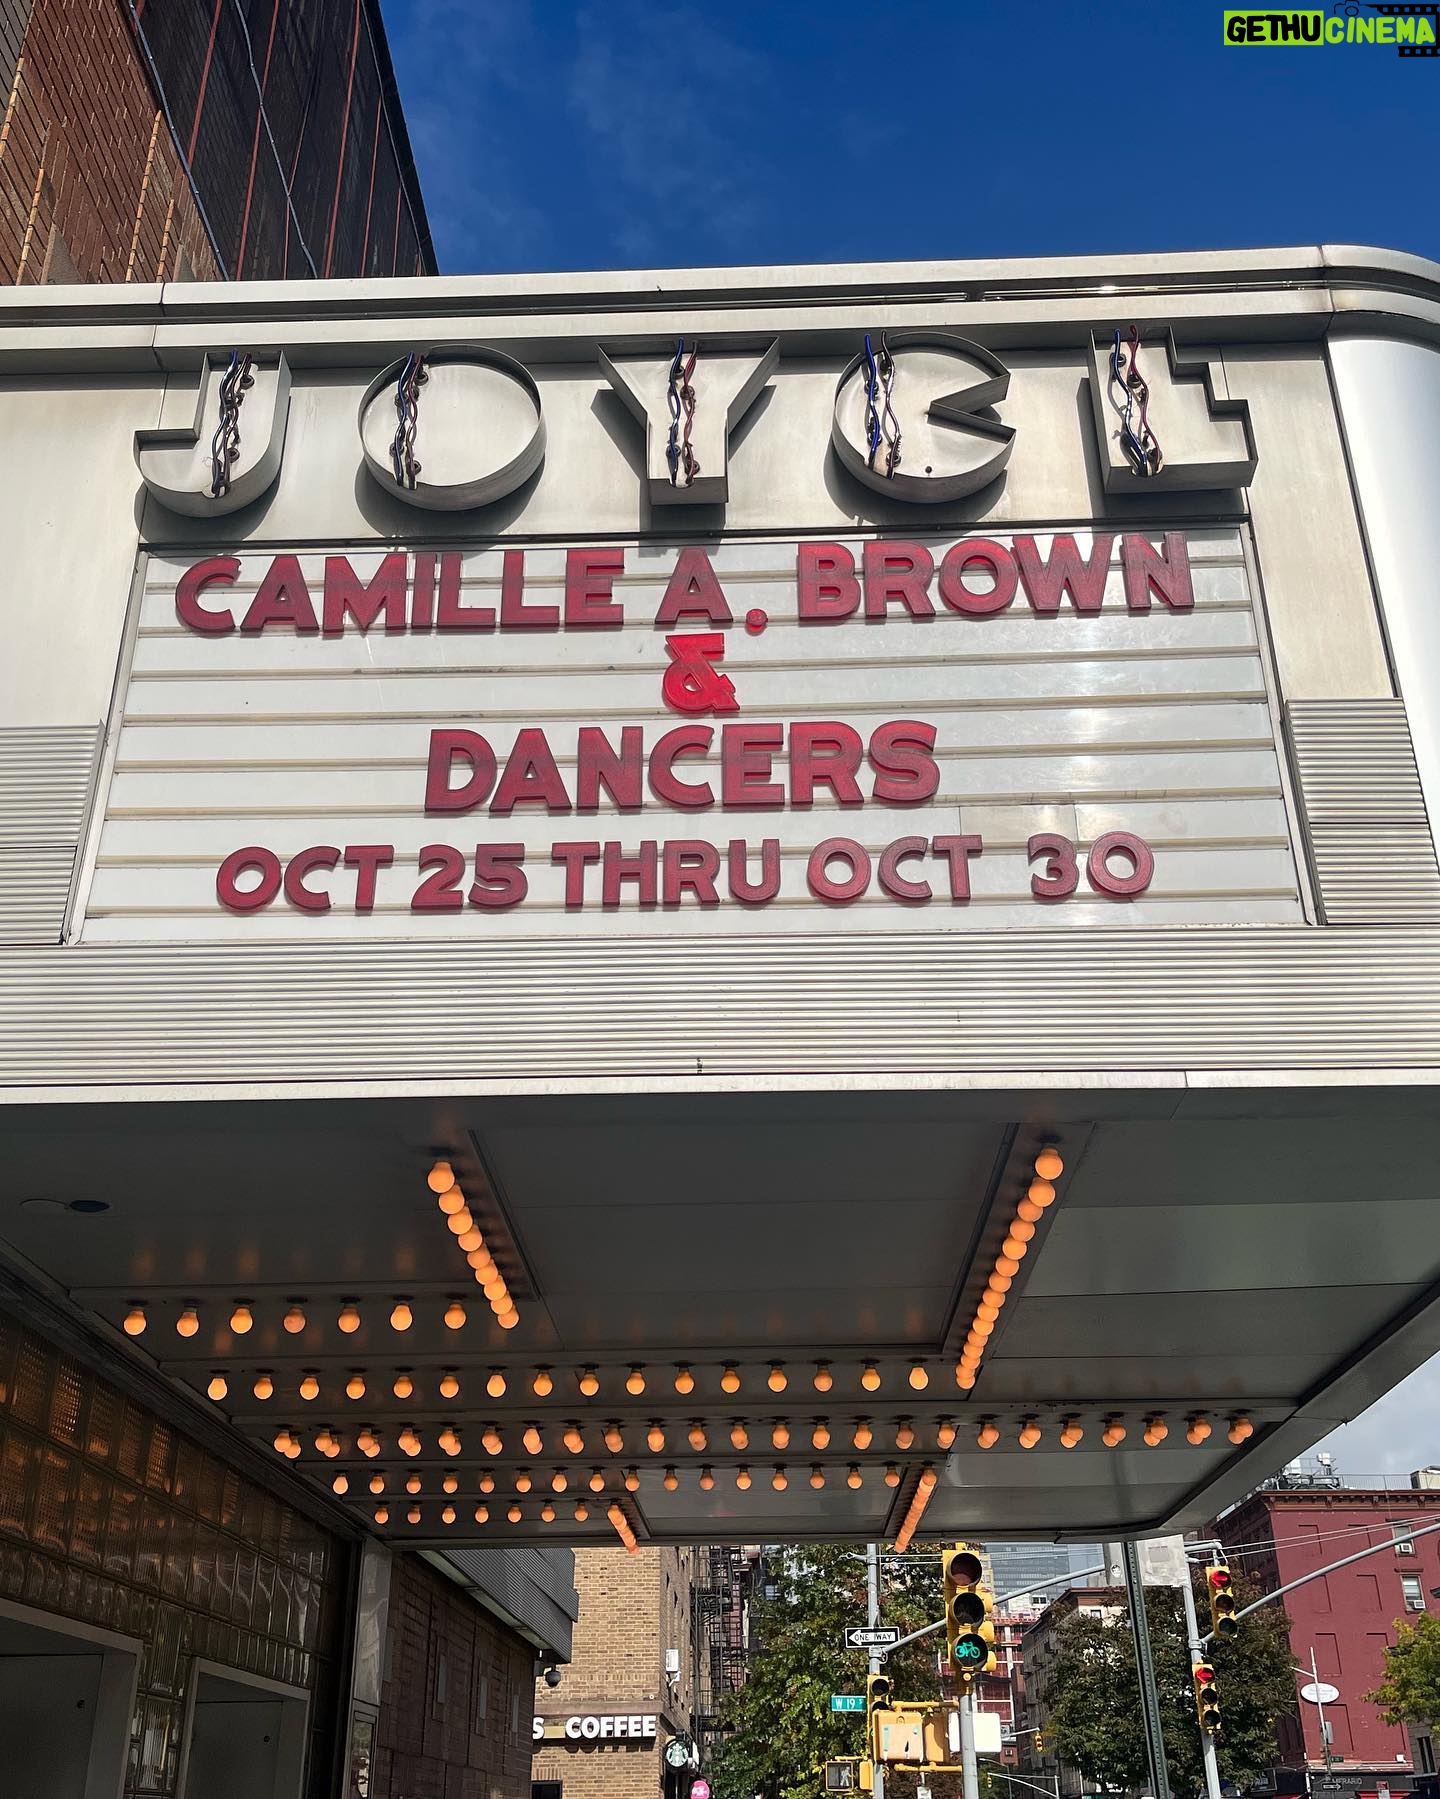 GETHUCINEMA
JOYCE
CAMILLE A. BROWN
&
DANCERS
OCT 25 THRU OCT 30
ONE WAY
W 19
S COFFEE